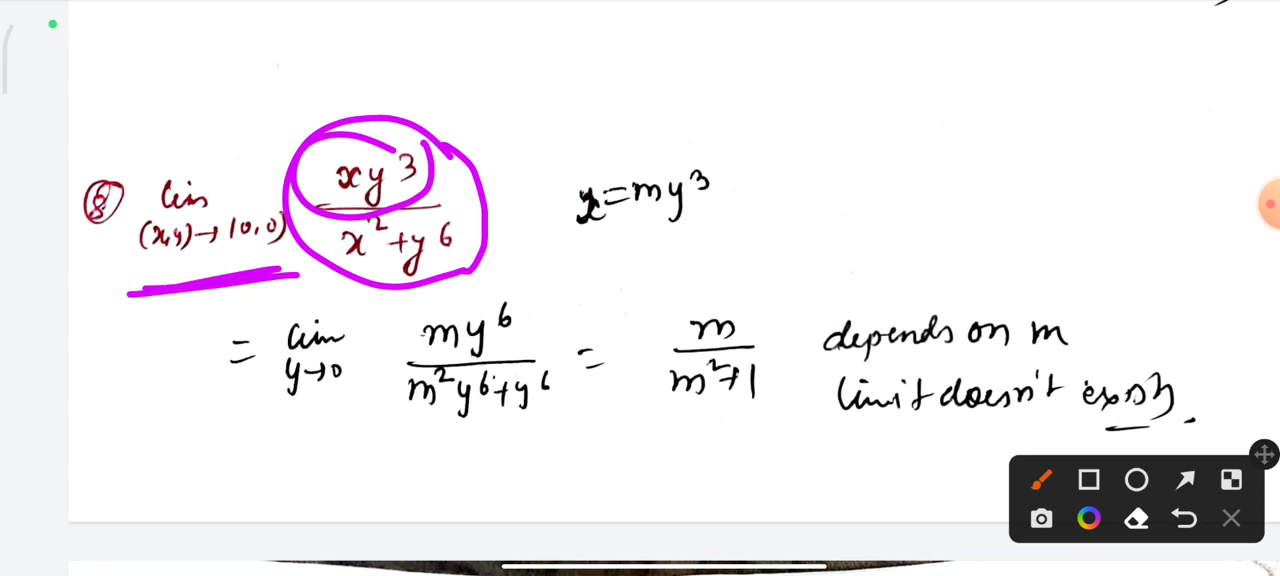 ⑧ lim (x,y)→(0,0) xy³ / x²+y⁶ x=my³
= lim y→0 my⁶ / m²y⁶+y⁶ = m / m²+1 depends on m
limit doesn't exist.